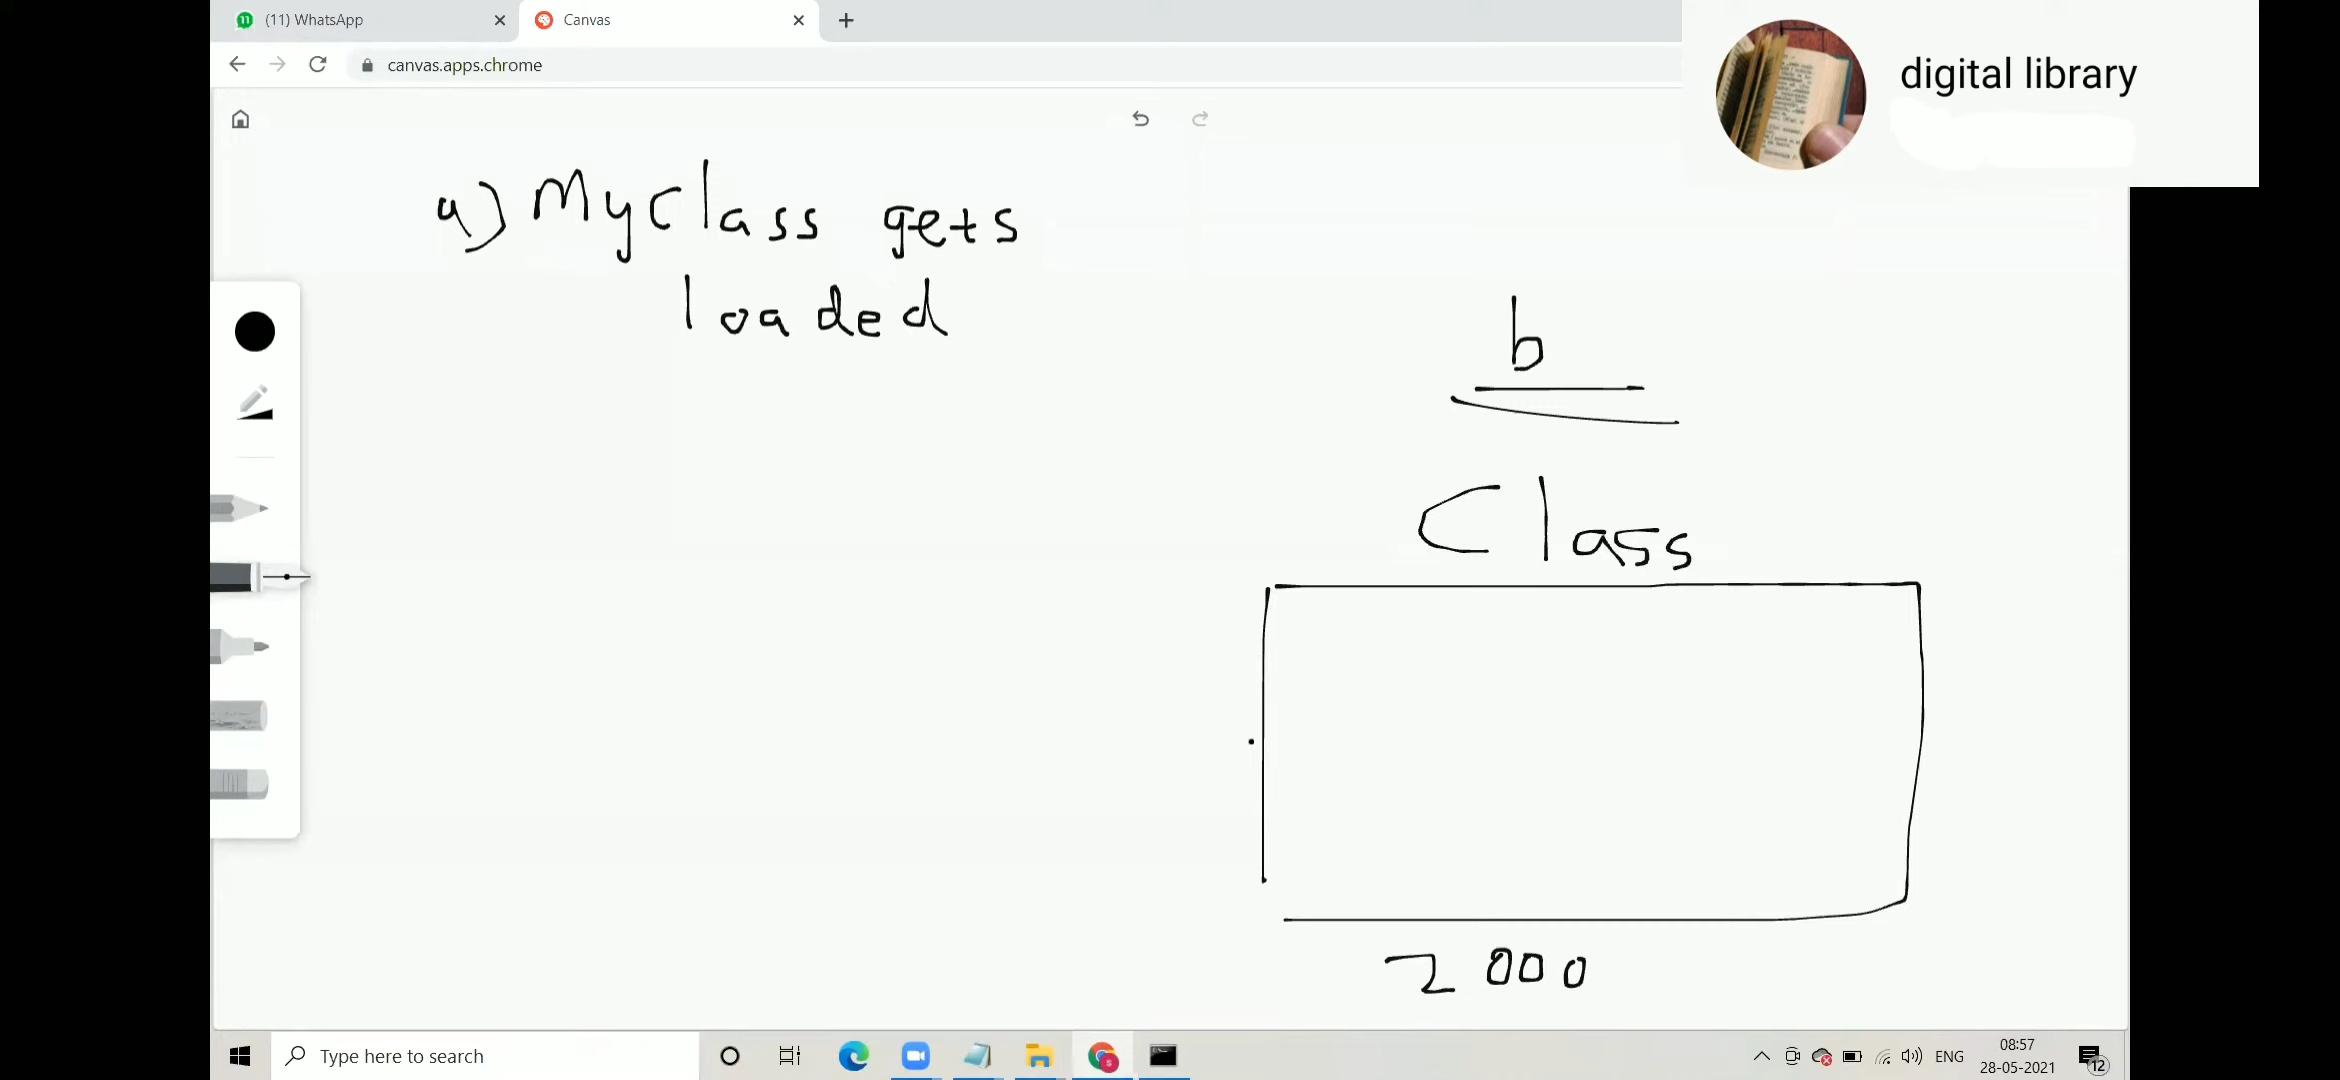 (11) WhatsApp
Canvas
canvas.apps.chrome
digital library
a) MyClass gets
loaded
b
Class
2000
Type here to search
ENG
08:57
28-05-2021
12